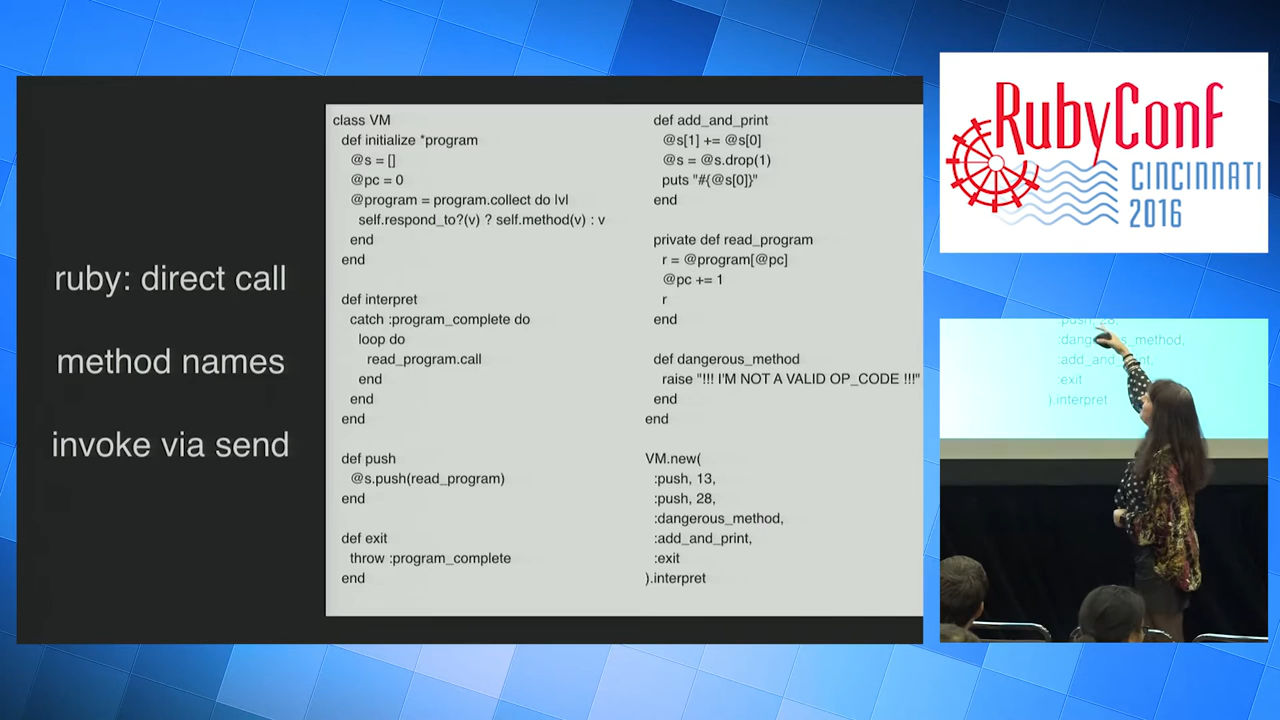 ruby: direct call
method names
invoke via send
class VM
def initialize *program
@s = []
@pc = 0
@program = program.collect do |v|
self.respond_to?(v) ? self.method(v) : v
end
end
def interpret
catch :program_complete do
loop do
read_program.call
end
end
end
def push
@s.push(read_program)
end
def exit
throw :program_complete
end
def add_and_print
@s[1] += @s[0]
@s = @s.drop(1)
puts "#{@s[0]}"
end
private def read_program
r = @program[@pc]
@pc += 1
r
end
def dangerous_method
raise "!!! I'M NOT A VALID OP_CODE !!!"
end
end
VM.new(
:push, 13,
:push, 28,
:dangerous_method,
:add_and_print,
:exit
).interpret
RubyConf
CINCINNATI
2016
:push, 28,
:dangerous_method,
:add_and_print,
:exit
).interpret